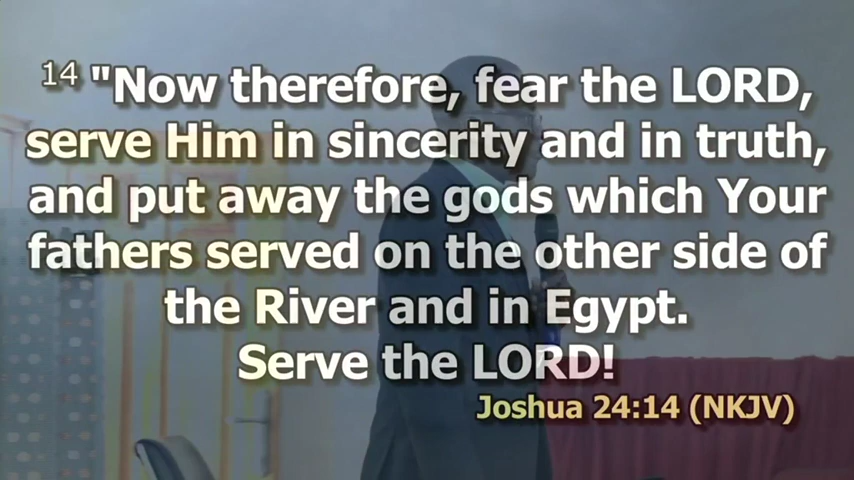 14 "Now therefore, fear the LORD,
serve Him in sincerity and in truth,
and put away the gods which Your
fathers served on the other side of
the River and in Egypt.
Serve the LORD!
Joshua 24:14 (NKJV)